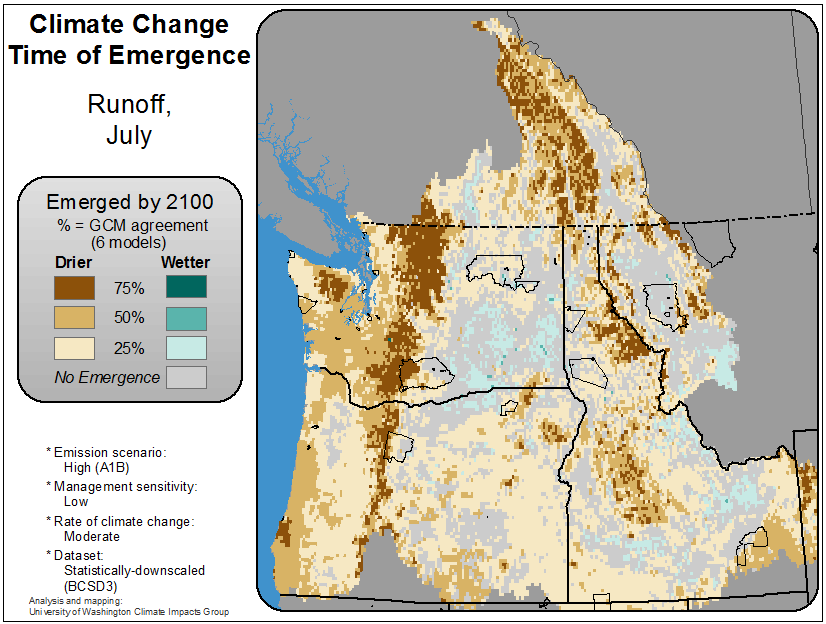 Climate Change
Time of Emergence
Runoff,
July
Emerged by 2100
% = GCM agreement
(6 models)
Drier Wetter
75%
50%
25%
No Emergence
* Emission scenario:
High (A1B)
* Management sensitivity:
Low
* Rate of climate change:
Moderate
* Dataset:
Statistically-downscaled
(BCSD3)
Analysis and mapping:
University of Washington Climate Impacts Group